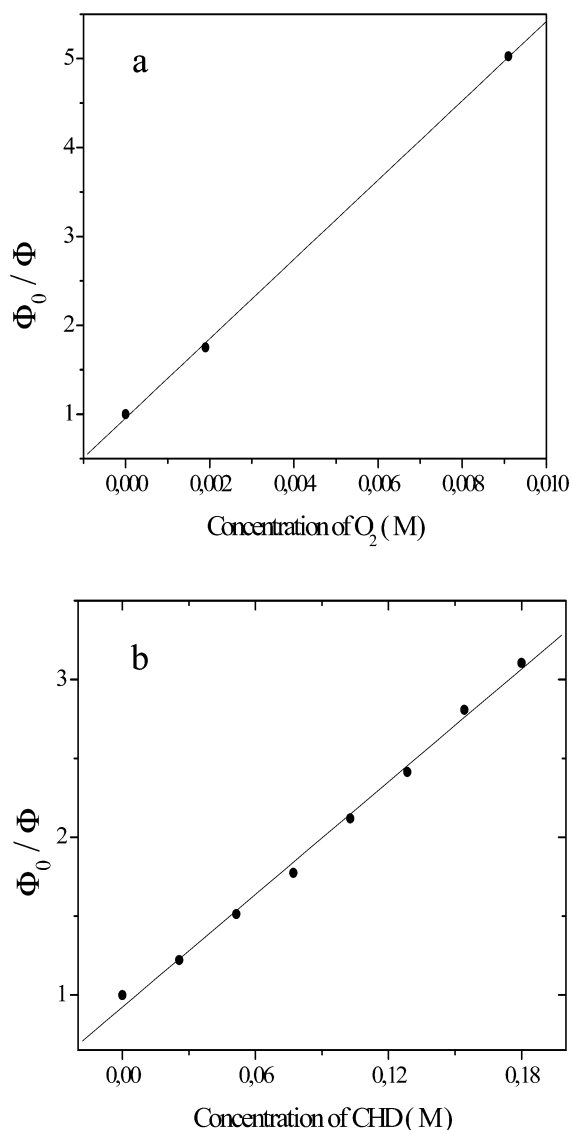 a
5
4
3
2
1
Φ₀ / Φ
0,000 0,002 0,004 0,006 0,008 0,010
Concentration of O₂ ( M )
b
3
2
1
Φ₀ / Φ
0,00 0,06 0,12 0,18
Concentration of CHD ( M )